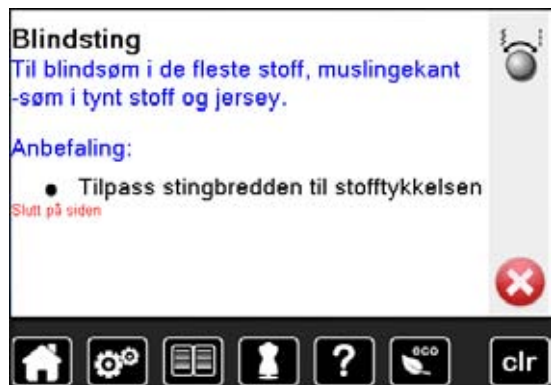 Blindsting
Til blindsøm i de fleste stoff, muslingekant
-søm i tynt stoff og jersey.
Anbefaling:
• Tilpass stingbredden til stofftykkelsen
Slutt på siden
?
eco
clr